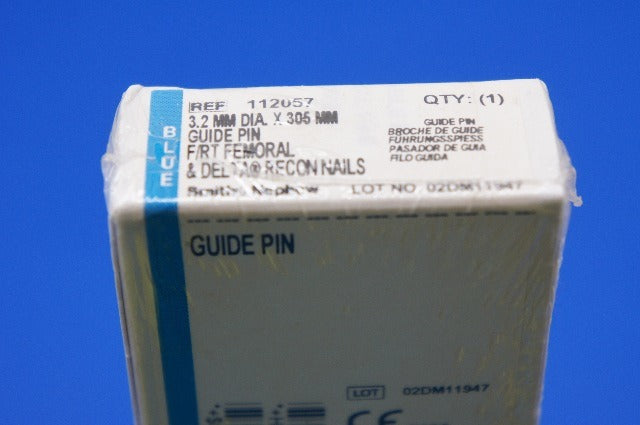 BLUE
REF 112057
QTY: (1)
3.2 MM DIA. X 305 MM
GUIDE PIN
F/RT FEMORAL
& DELTA® RECON NAILS
Smith Nephew LOT NO. 02DM11947
GUIDE PIN
BROCHE DE GUIDE
FÜHRUNGSSPIESS
PASADOR DE GUIA
FILO GUIDA
GUIDE PIN
LOT 02DM11947
CE